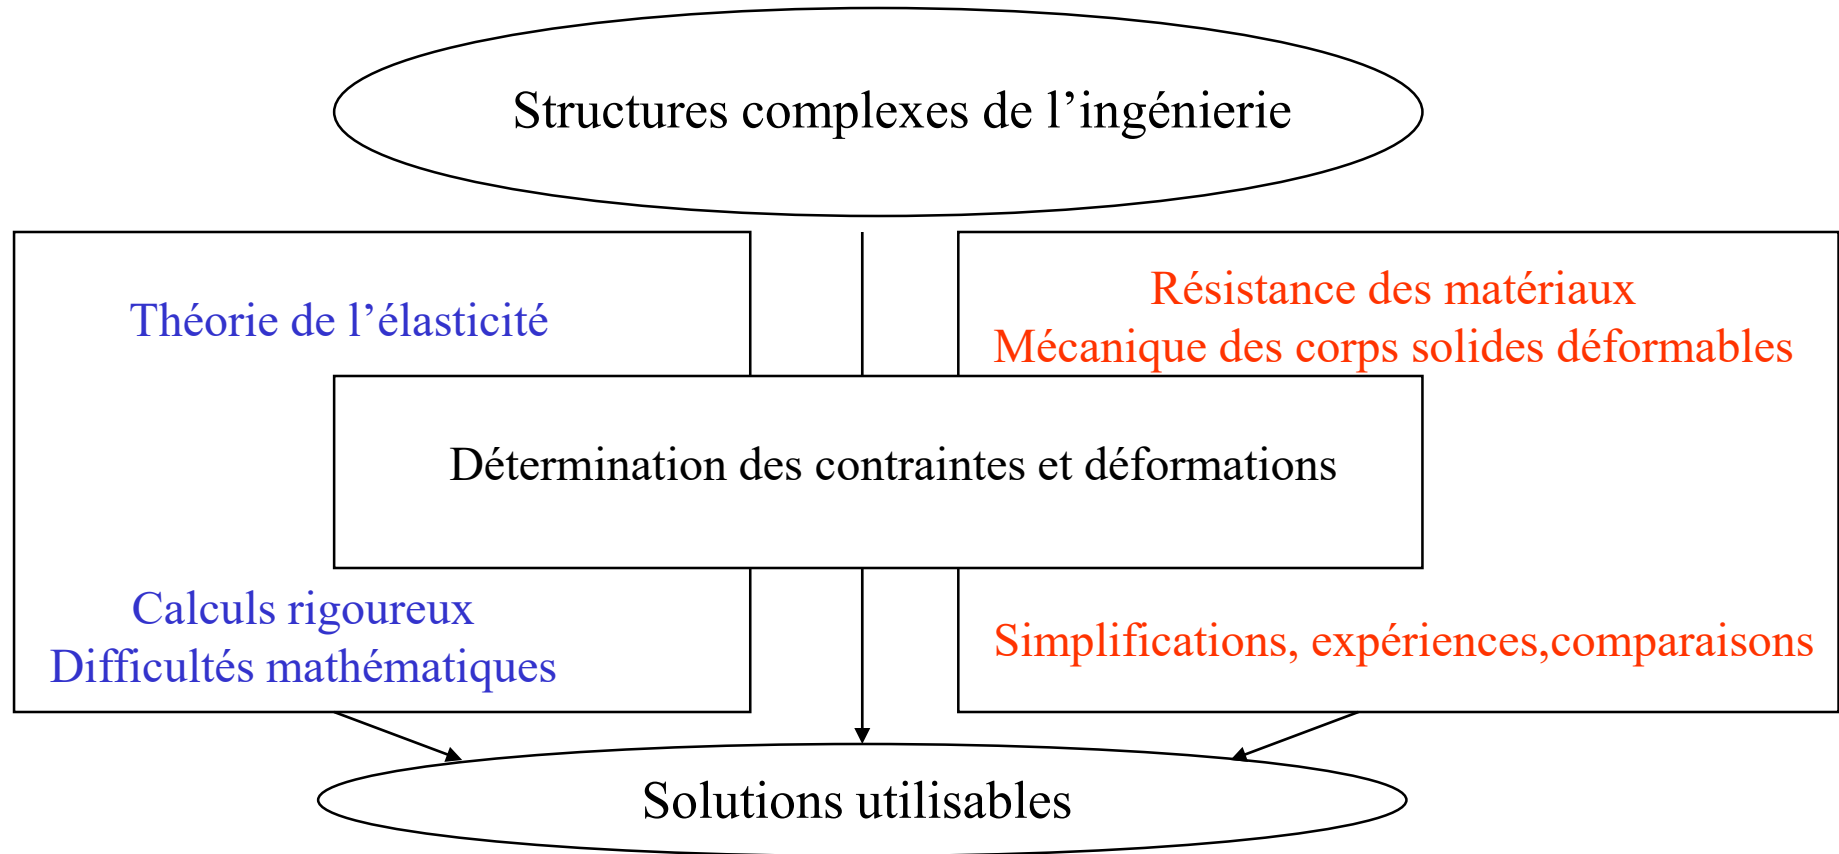 Structures complexes de l’ingénierie
Théorie de l’élasticité
Résistance des matériaux
Mécanique des corps solides déformables
Détermination des contraintes et déformations
Calculs rigoureux
Difficultés mathématiques
Simplifications, expériences,comparaisons
Solutions utilisables